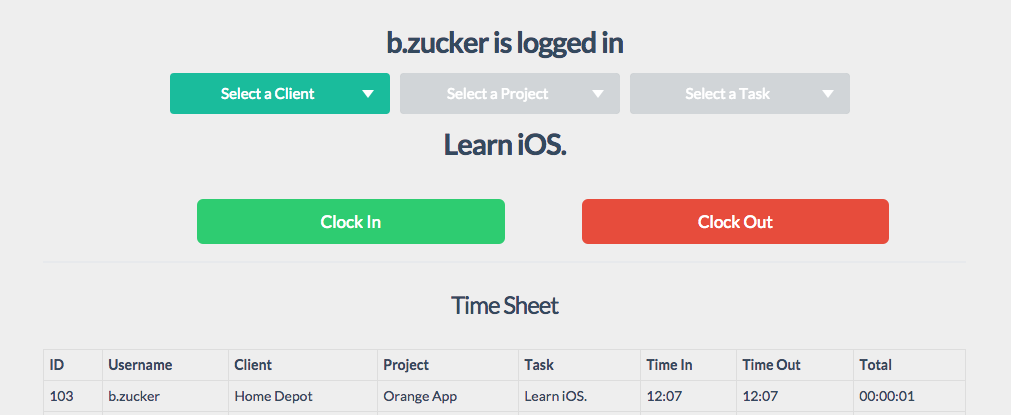 b.zucker is logged in
Select a Client Select a Project Select a Task
Learn iOS.
Clock In Clock Out
Time Sheet
ID Username Client Project Task Time In Time Out Total
103 b.zucker Home Depot Orange App Learn iOS. 12:07 12:07 00:00:01